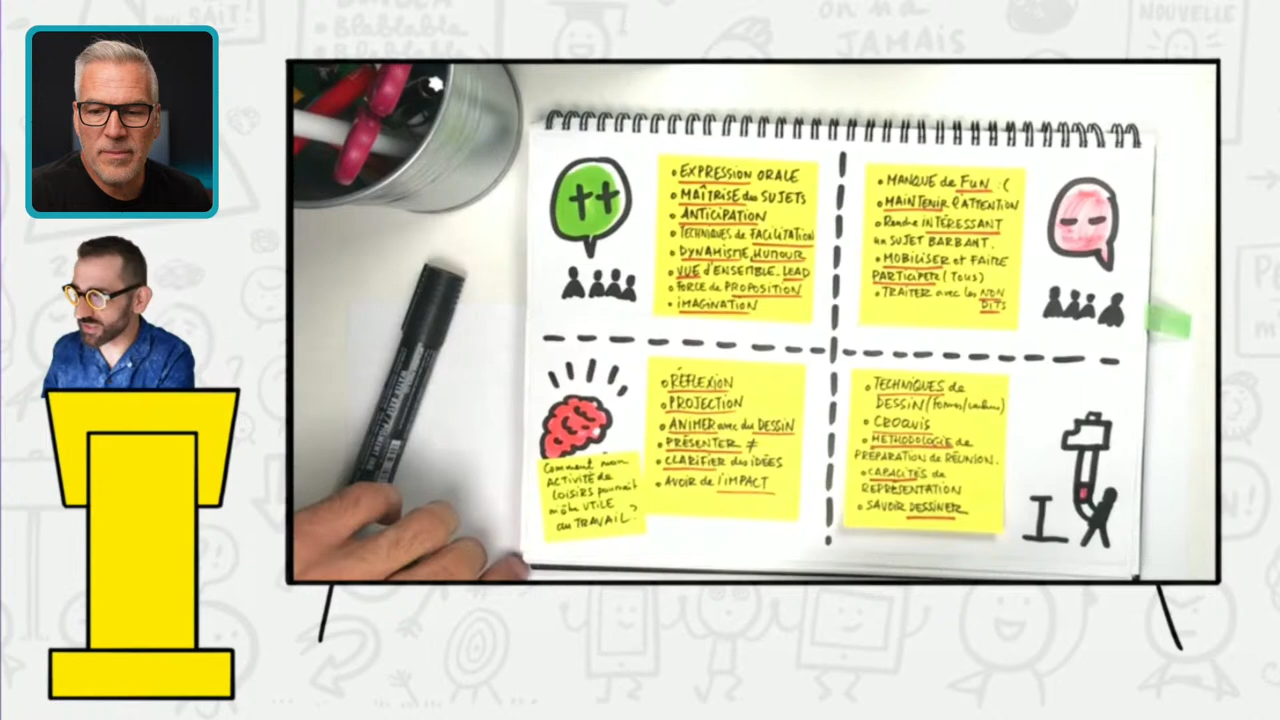 JAMAIS
NOUVELLE
++
• EXPRESSION ORALE
• MAÎTRISE des SUJETS
• ANTICIPATION
• TECHNIQUES de FACILITATION
• DYNAMISME, HUMOUR
• VUE d'ENSEMBLE. LEAD
• FORCE de PROPOSITION
• IMAGINATION
• MANQUE de FUN :(
• MAINTENIR l'ATTENTION
• Rendre INTÉRESSANT
un SUJET BARBANT.
• MOBILISER et FAIRE
PARTICIPER (TOUS)
• TRAITER avec les NON
DITS
Comment mon
ACTIVITÉ de
LOISIRS pourrait
m'être UTILE
au TRAVAIL?
• RÉFLEXION
• PROJECTION
• ANIMER avec du DESSIN
• PRÉSENTER ≠
• CLARIFIER des IDÉES
• AVOIR de l'IMPACT
• TECHNIQUES de
DESSIN (formes/couleurs)
• CROQUIS
• METHODOLOGIE de
PRÉPARATION de RÉUNION.
• CAPACITÉS de
REPRÉSENTATION
• SAVOIR DESSINER